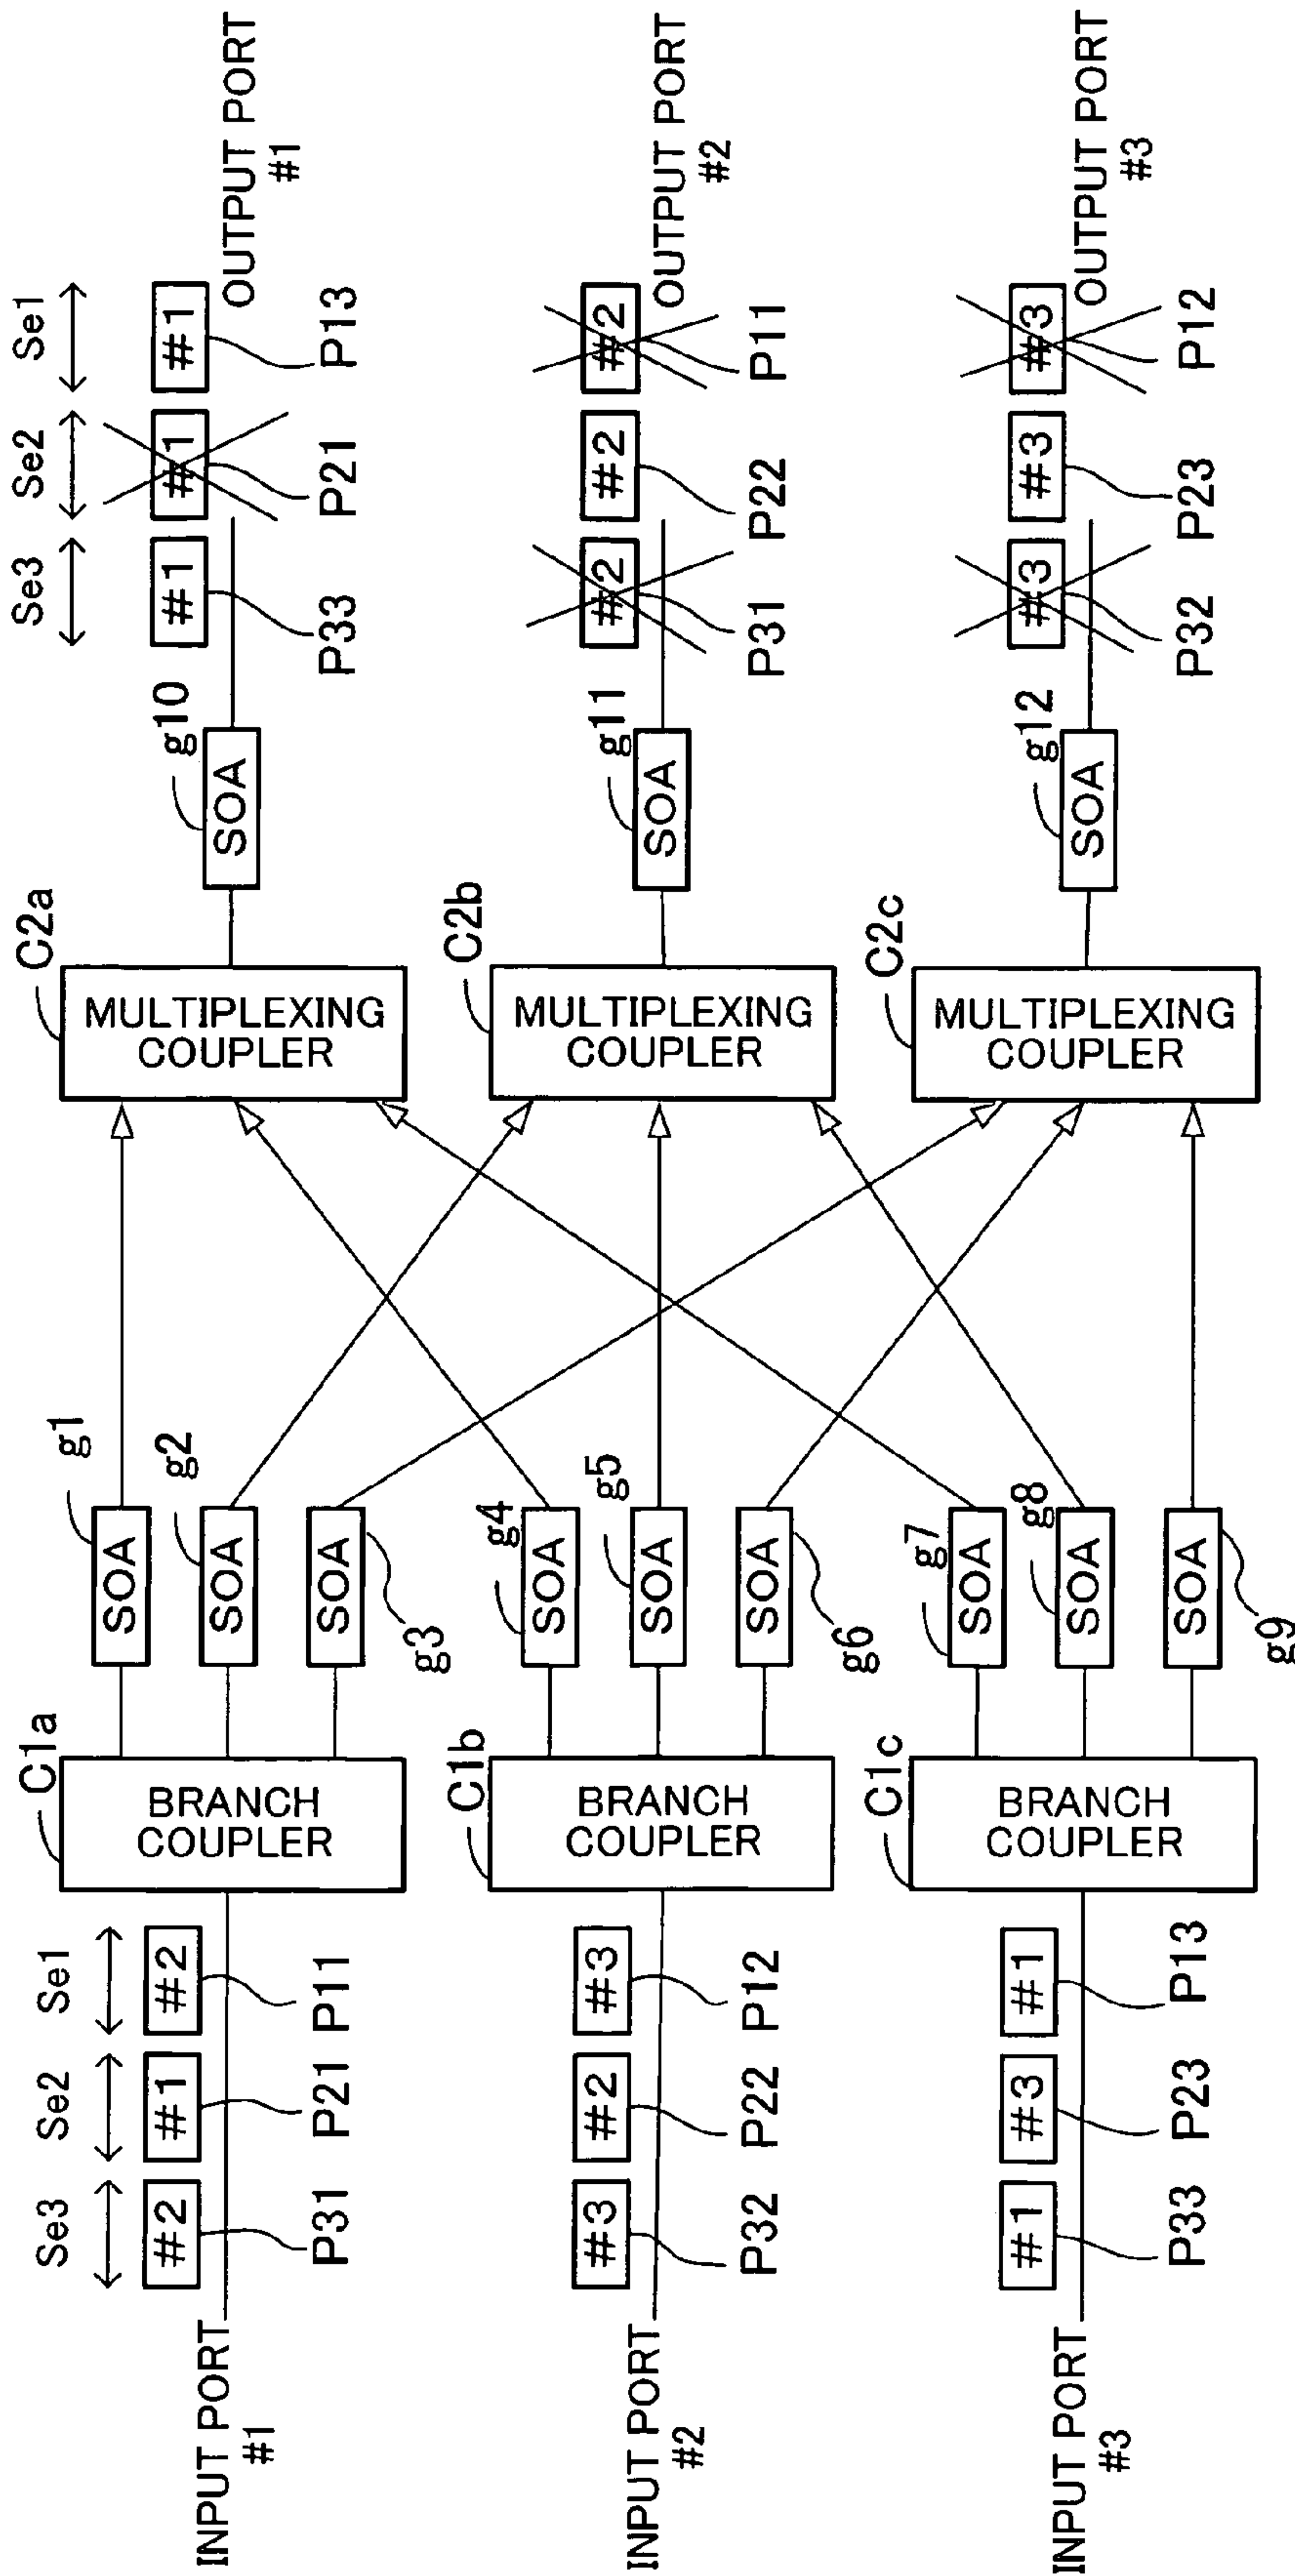 Se3 Se2 Se1
#2 #1 #2
P31 P21 P11
INPUT PORT
#1
#3 #2 #3
P32 P22 P12
INPUT PORT
#2
#1 #3 #1
P33 P23 P13
INPUT PORT
#3
C1a
BRANCH
COUPLER
C1b
BRANCH
COUPLER
C1c
BRANCH
COUPLER
SOA g1
SOA g2
SOA g3
SOA g4
SOA g5
SOA g6
SOA g7
SOA g8
SOA g9
C2a
MULTIPLEXING
COUPLER
C2b
MULTIPLEXING
COUPLER
C2c
MULTIPLEXING
COUPLER
SOA g10
SOA g11
SOA g12
Se3 Se2 Se1
#1 #1 #1
P33 P21 P13
OUTPUT PORT
#1
#2 #2 #2
P31 P22 P11
OUTPUT PORT
#2
#3 #3 #3
P32 P23 P12
OUTPUT PORT
#3